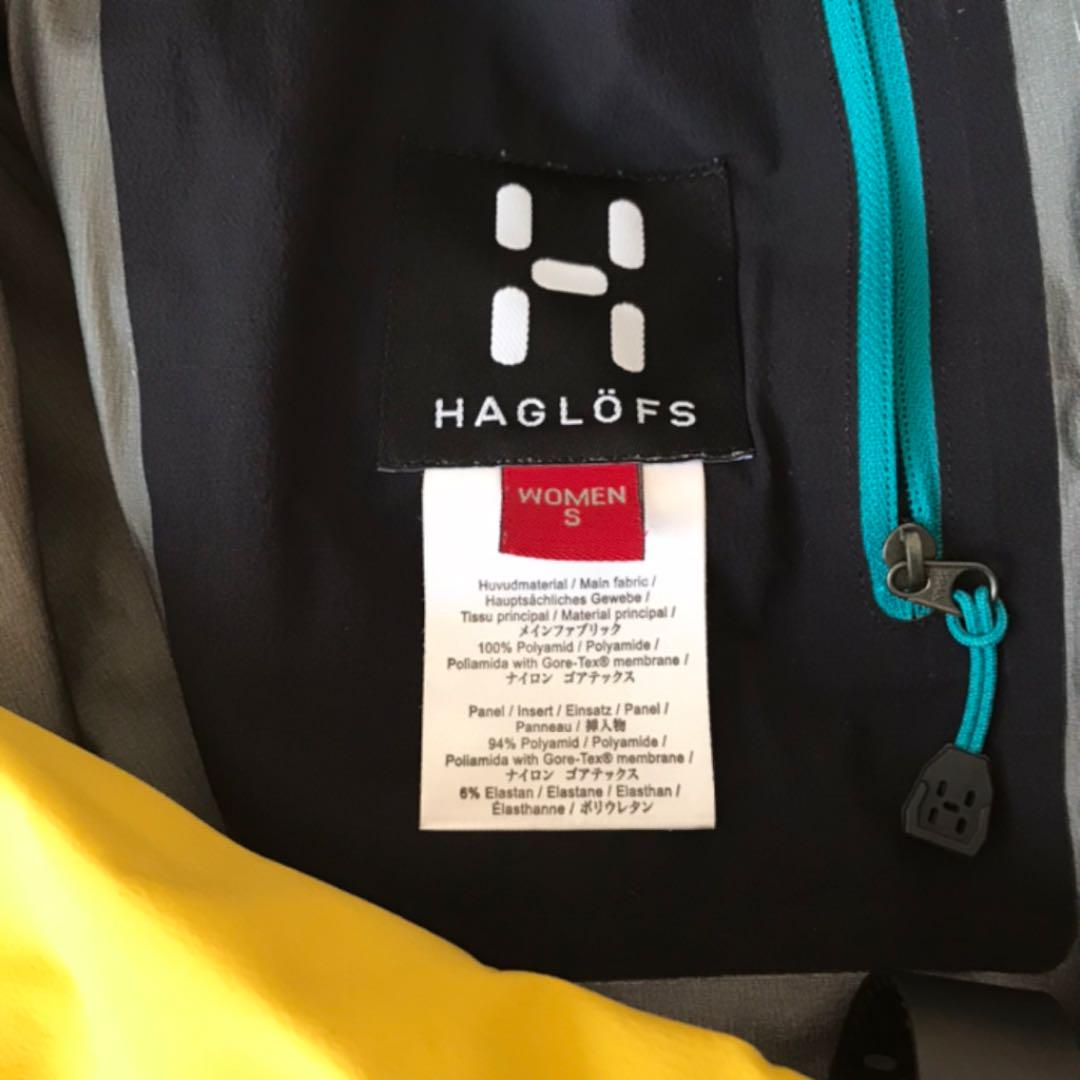 HAGLÖFS
WOMEN
S
Huvudmaterial / Main fabric /
Hauptsächliches Gewebe /
Tissu principal / Material principal /
メインファブリック
100% Polyamid / Polyamide /
Poliamida with Gore-Tex® membrane /
ナイロン ゴアテックス
Panel / Insert / Einsatz / Panel /
Panneau / 挿入物
94% Polyamid / Polyamide /
Poliamida with Gore-Tex® membrane /
ナイロン ゴアテックス
6% Elastan / Elastane / Elasthan /
Élasthanne / ポリウレタン